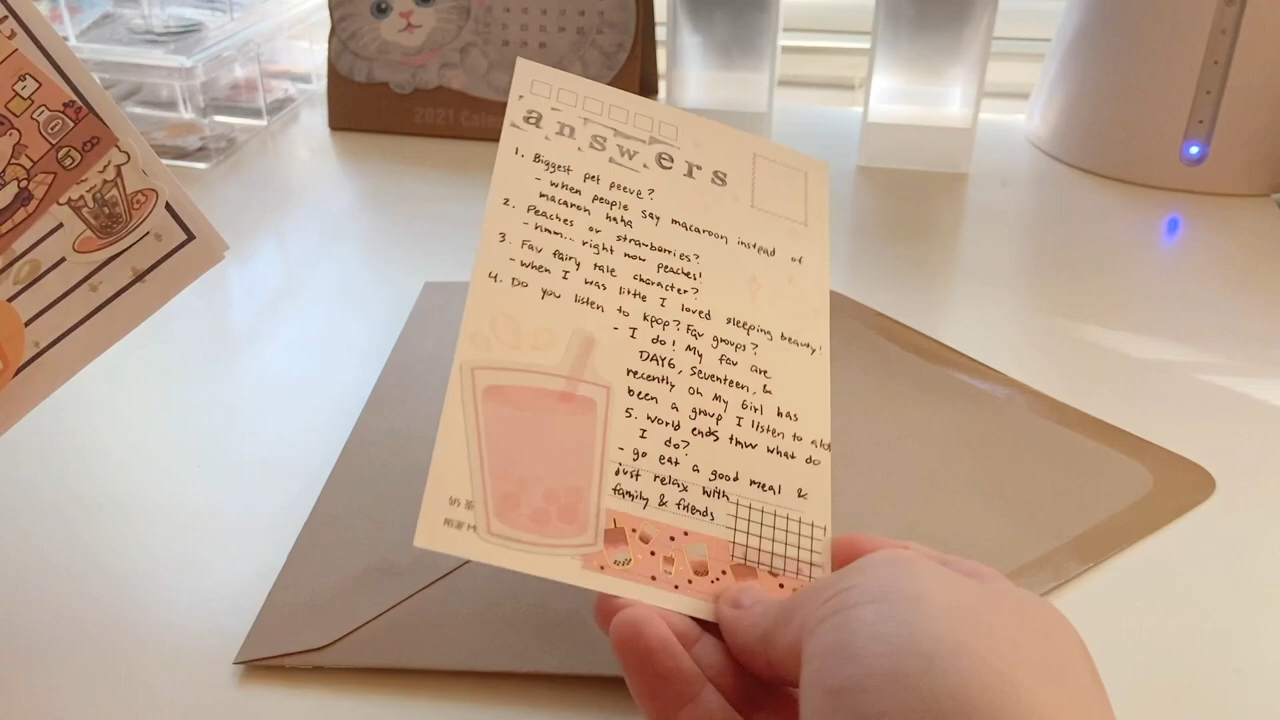 2021 Cale
answers
1. Biggest pet peeve?
- when people say macaroon instead of
macaron haha
2. Peaches or strawberries?
- hmm... right now peaches!
3. Fav fairy tale character?
- when I was little I loved sleeping beauty!
4. Do you listen to kpop? Fav groups?
- I do! My fav are
DAY6, Seventeen, &
recently Oh My Girl has
been a group I listen to alot
5. World ends tmw what do
I do?
- go eat a good meal &
just relax with
family & friends